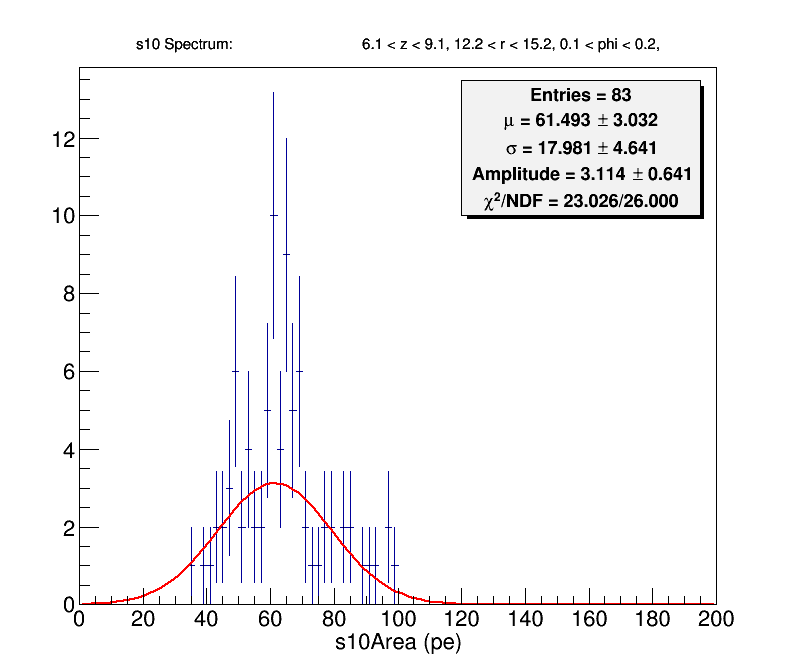 s10 Spectrum: 6.1 < z < 9.1, 12.2 < r < 15.2, 0.1 < phi < 0.2,
Entries = 83
μ = 61.493 ± 3.032
σ = 17.981 ± 4.641
Amplitude = 3.114 ± 0.641
χ²/NDF = 23.026/26.000
12
10
8
6
4
2
0
0 20 40 60 80 100 120 140 160 180 200
s10Area (pe)